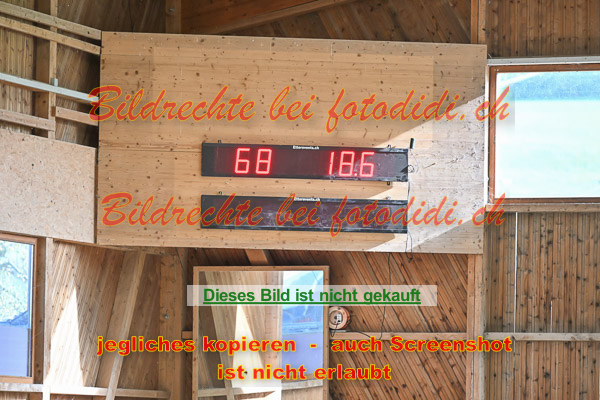 Bildrechte bei fotodidi.ch
68 18.6
Bildrechte bei fotodidi.ch
Dieses Bild ist nicht gekauft
jegliches kopieren - auch Screenshot
ist nicht erlaubt